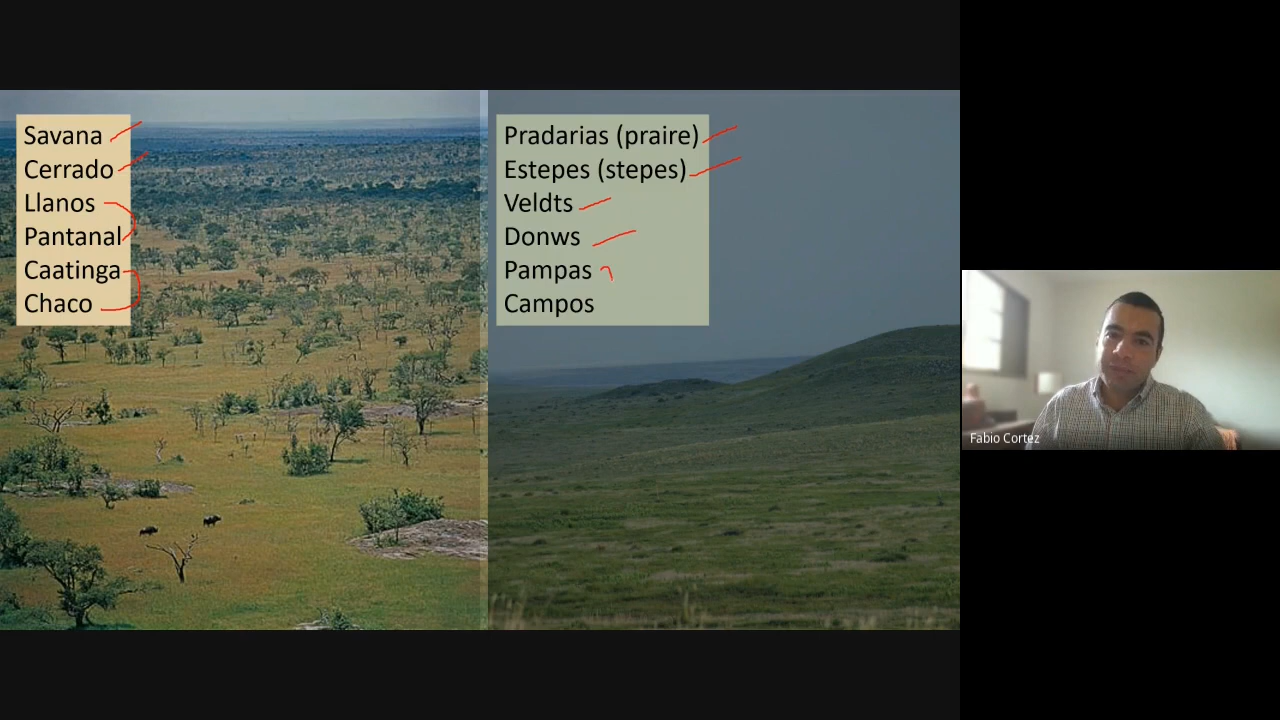 Savana
Cerrado
Llanos
Pantanal
Caatinga
Chaco
Pradarias (praire)
Estepes (stepes)
Veldts
Donws
Pampas
Campos
Fabio Cortez